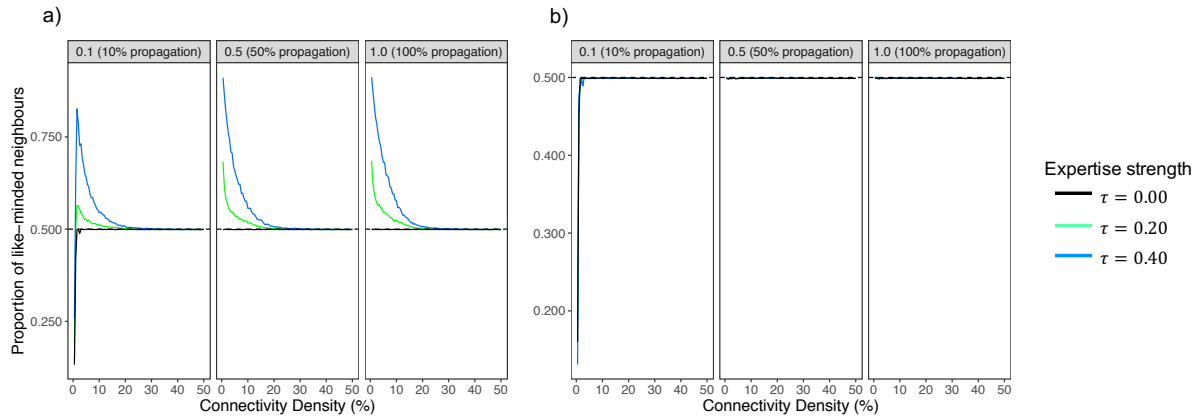 a)
0.1 (10% propagation) 0.5 (50% propagation) 1.0 (100% propagation)
Proportion of like−minded neighbours
0.750
0.500
0.250
0 10 20 30 40 50 0 10 20 30 40 50 0 10 20 30 40 50
Connectivity Density (%)
b)
0.1 (10% propagation) 0.5 (50% propagation) 1.0 (100% propagation)
0.500
0.400
0.300
0.200
0 10 20 30 40 50 0 10 20 30 40 50 0 10 20 30 40 50
Connectivity Density (%)
Expertise strength
τ = 0.00
τ = 0.20
τ = 0.40